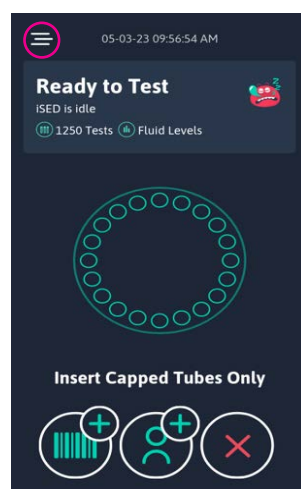 05-03-23 09:56:54 AM
Ready to Test
iSED is idle
1250 Tests Fluid Levels
Insert Capped Tubes Only